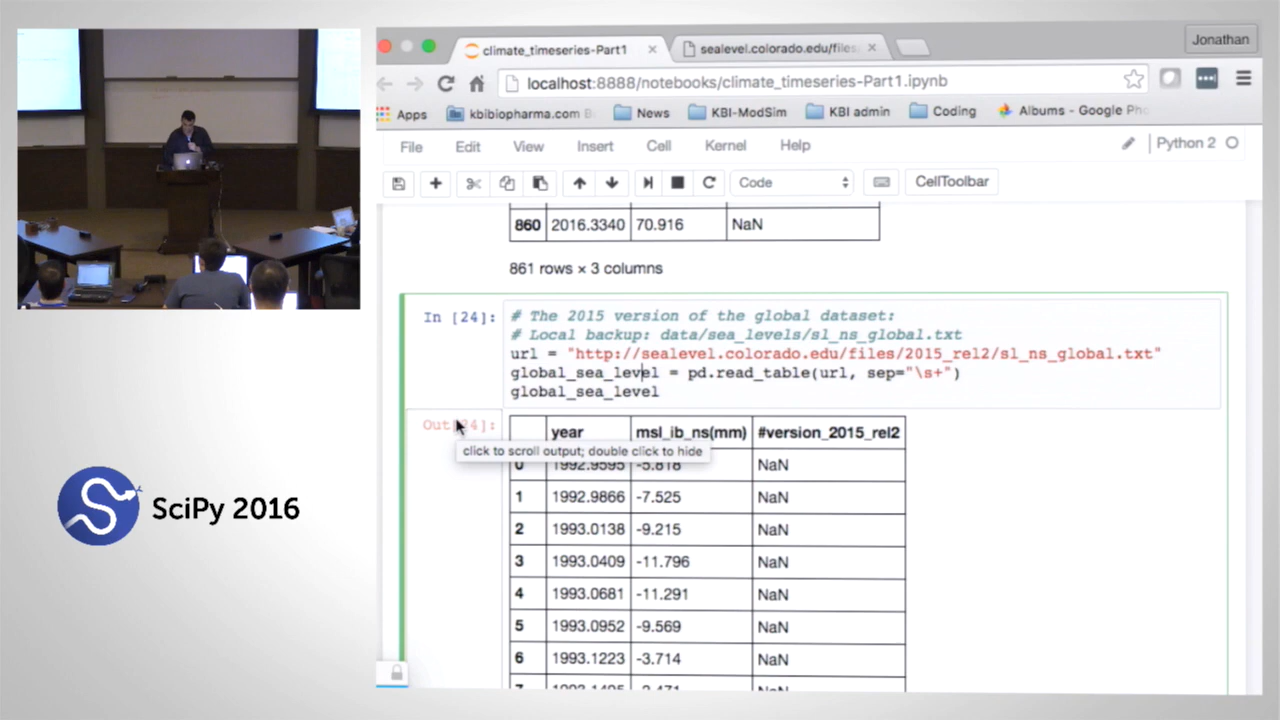 Jonathan
climate_timeseries-Part1
sealevel.colorado.edu/files
localhost:8888/notebooks/climate_timeseries-Part1.ipynb
Apps kbibiopharma.com News KBI-ModSim KBI admin Coding Albums - Google
File Edit View Insert Cell Kernel Help Python 2
Code CellToolbar
860 2016.3340 70.916 NaN
861 rows × 3 columns
In [24]: # The 2015 version of the global dataset:
# Local backup: data/sea_levels/sl_ns_global.txt
url = "http://sealevel.colorado.edu/files/2015_rel2/sl_ns_global.txt"
global_sea_level = pd.read_table(url, sep="\s+")
global_sea_level
Out[24]:
year msl_ib_ns(mm) #version_2015_rel2
click to scroll output; double click to hide
0 1992.9595 -5.818 NaN
1 1992.9866 -7.525 NaN
2 1993.0138 -9.215 NaN
3 1993.0409 -11.796 NaN
4 1993.0681 -11.291 NaN
5 1993.0952 -9.569 NaN
6 1993.1223 -3.714 NaN
SciPy 2016